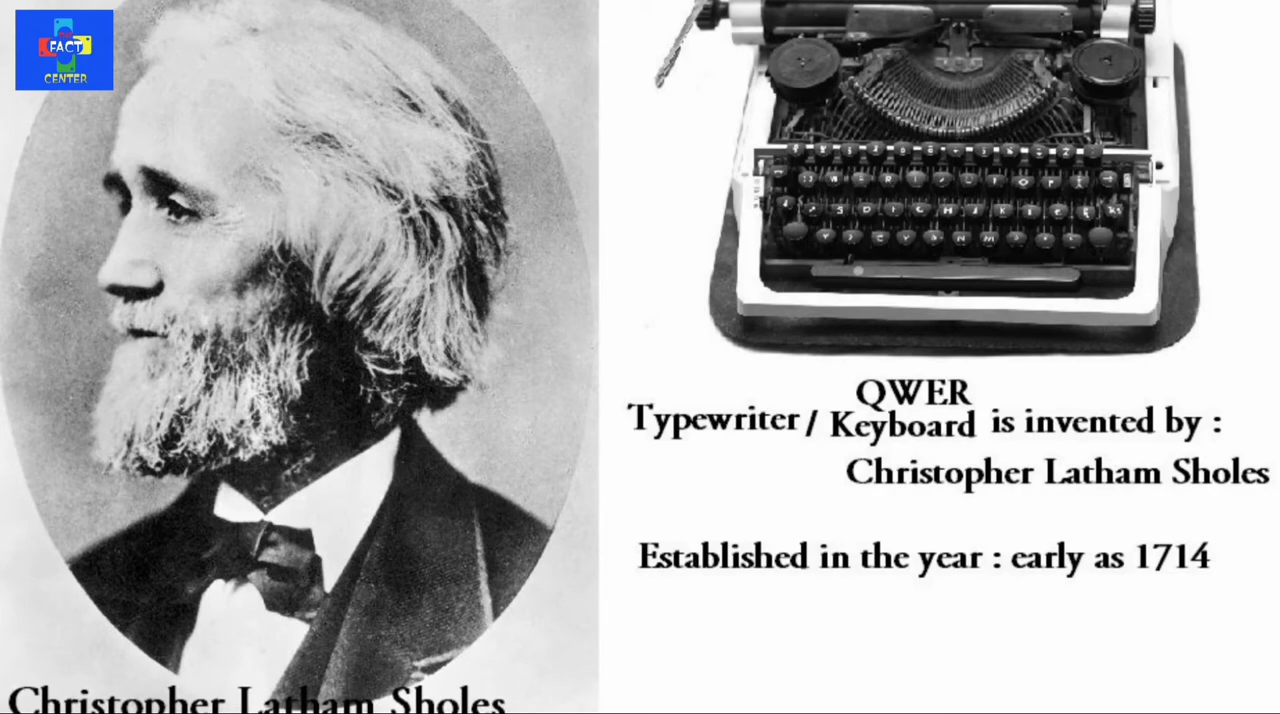 FACT
CENTER
QWER
Typewriter / Keyboard is invented by :
Christopher Latham Sholes
Established in the year : early as 1714
Christopher Latham Sholes